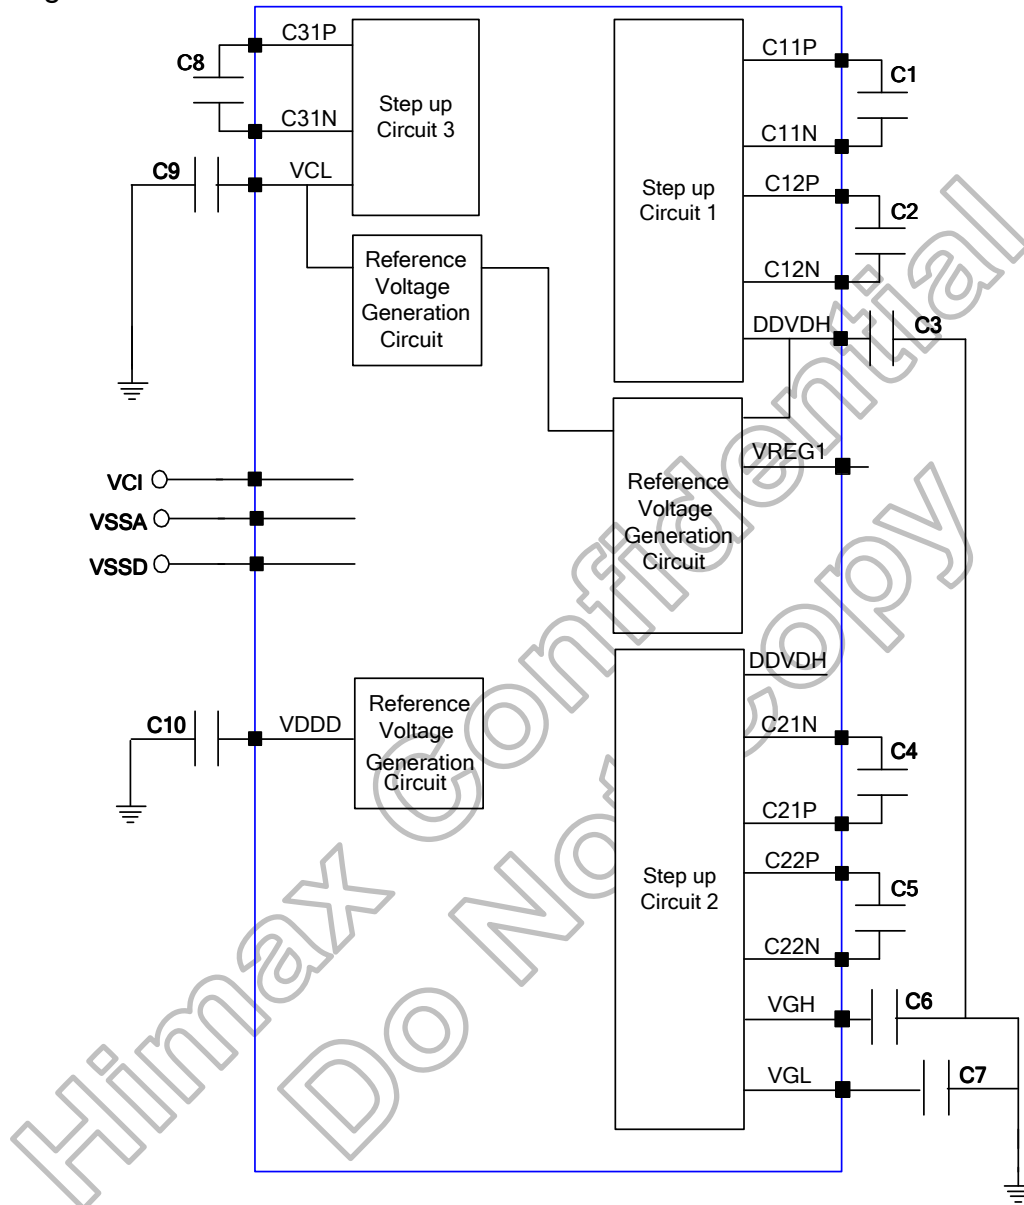 C31P
C8
C31N
Step up
Circuit 3
C9
VCL
Reference
Voltage
Generation
Circuit
C11P
C1
C11N
C12P
Step up
Circuit 1
C2
C12N
DDVDH
C3
VREG1
Reference
Voltage
Generation
Circuit
VCI
VSSA
VSSD
C10
VDDD
Reference
Voltage
Generation
Circuit
DDVDH
C21N
C4
C21P
C22P
Step up
Circuit 2
C5
C22N
VGH
C6
VGL
C7
Himax Confidential
Do Not Copy